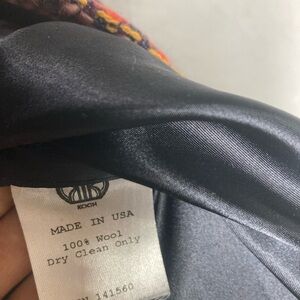 MADE IN USA
100% Wool
Dry Clean Only
141560